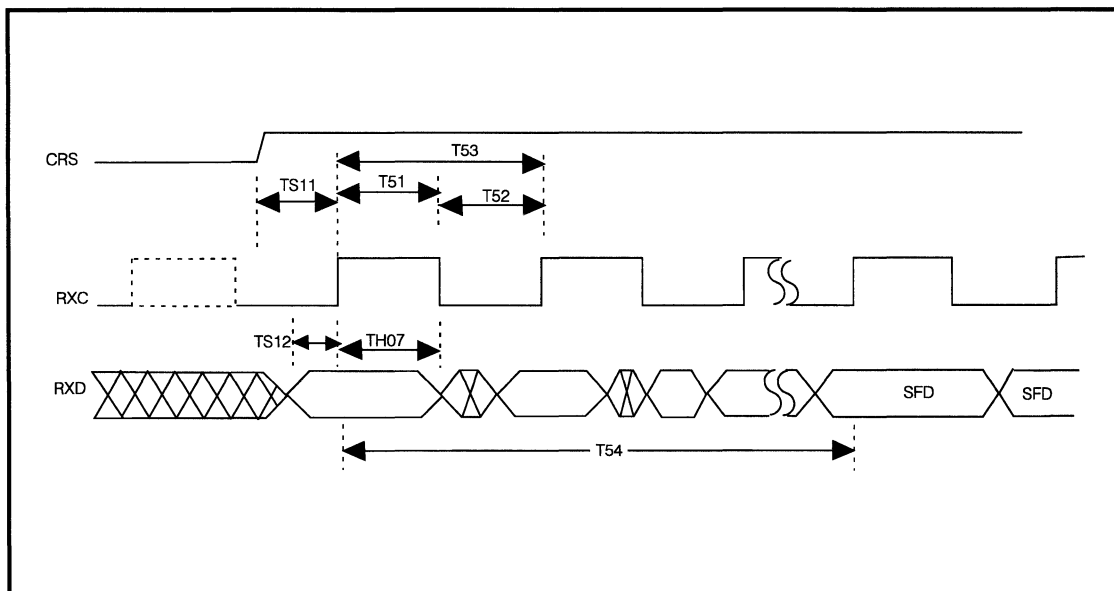 CRS
T53
TS11
T51
T52
RXC
TS12
TH07
RXD
SFD
SFD
T54